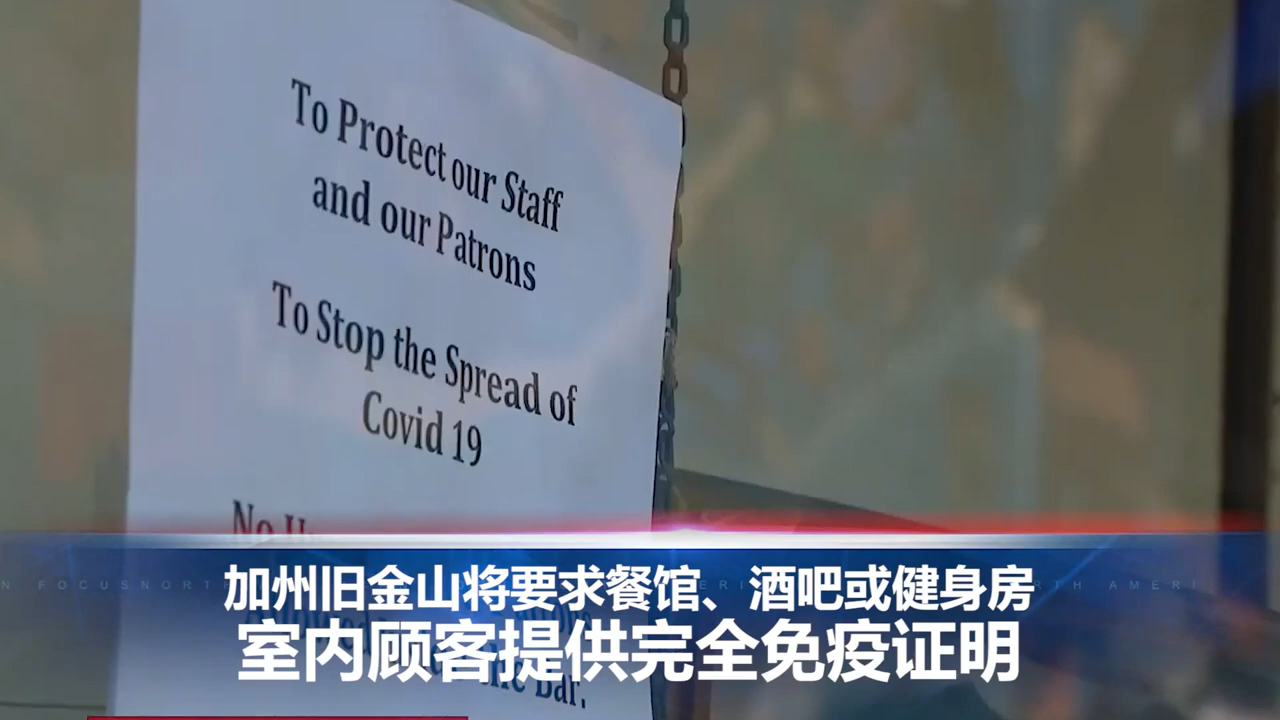 To Protect our Staff
and our Patrons
To Stop the Spread of
Covid 19
No
加州旧金山将要求餐馆、酒吧或健身房
室内顾客提供完全免疫证明
Bar.